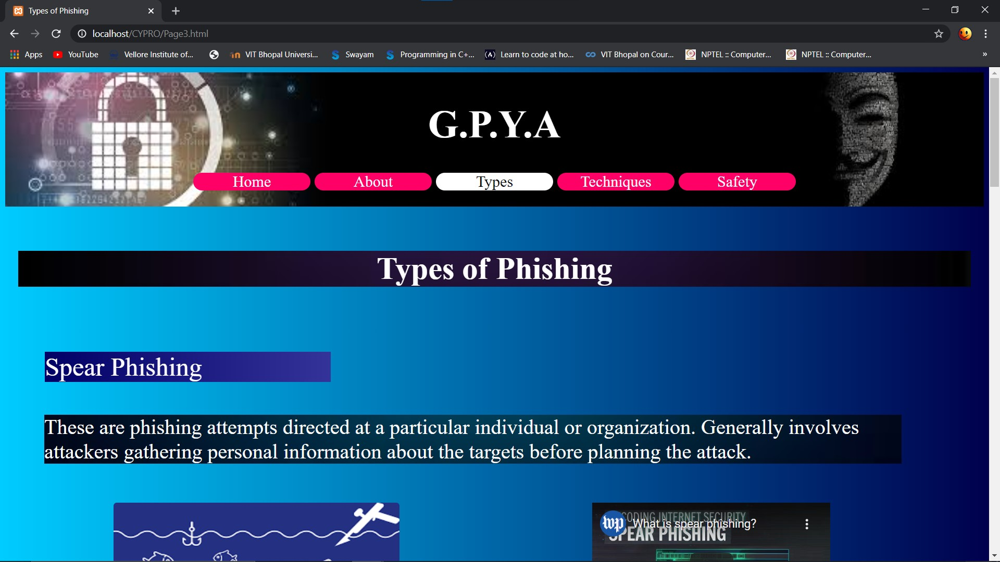 Types of Phishing
localhost/CYPRO/Page3.html
Apps YouTube Vellore Institute of... VIT Bhopal Universi... Swayam Programming in C+... Learn to code at ho... VIT Bhopal on Cour... NPTEL :: Computer... NPTEL :: Computer... »
G.P.Y.A
Home About Types Techniques Safety
Types of Phishing
Spear Phishing
These are phishing attempts directed at a particular individual or organization. Generally involves
attackers gathering personal information about the targets before planning the attack.
CODING INTERNET SECURITY
wp What is spear phishing?
SPEAR PHISHING